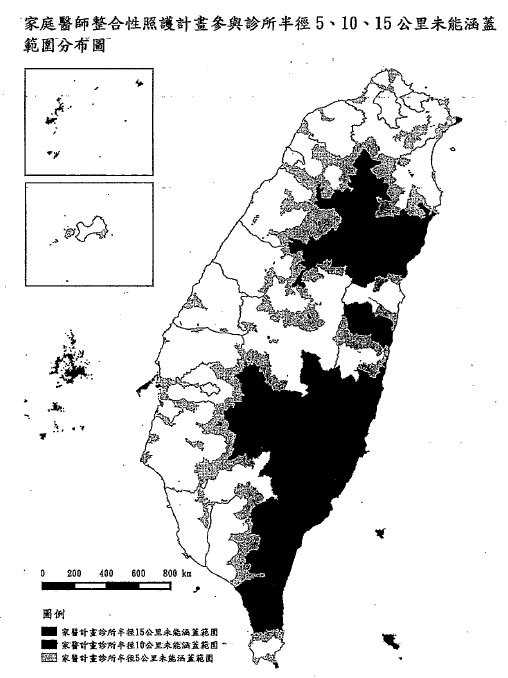 家庭醫師整合性照護計畫參與診所半徑 5、10、15 公里未能涵蓋
範圍分布圖
0 200 400 600 800 km
圖例
家醫計畫診所半徑15公里未能涵蓋範圍
家醫計畫診所半徑10公里未能涵蓋範圍
家醫計畫診所半徑5公里未能涵蓋範圍